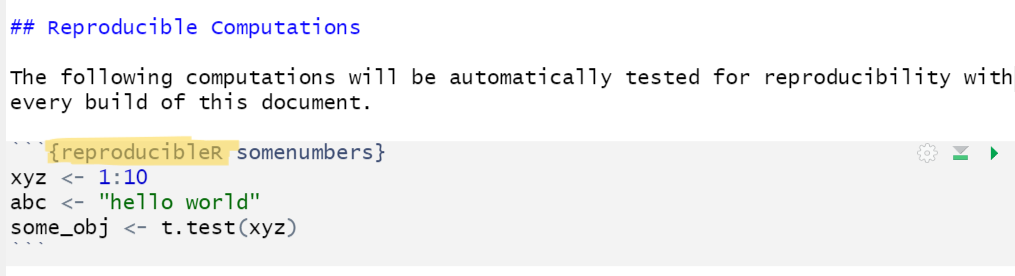 ## Reproducible Computations
The following computations will be automatically tested for reproducibility with
every build of this document.
```{reproducibleR somenumbers}
xyz <- 1:10
abc <- "hello world"
some_obj <- t.test(xyz)
```